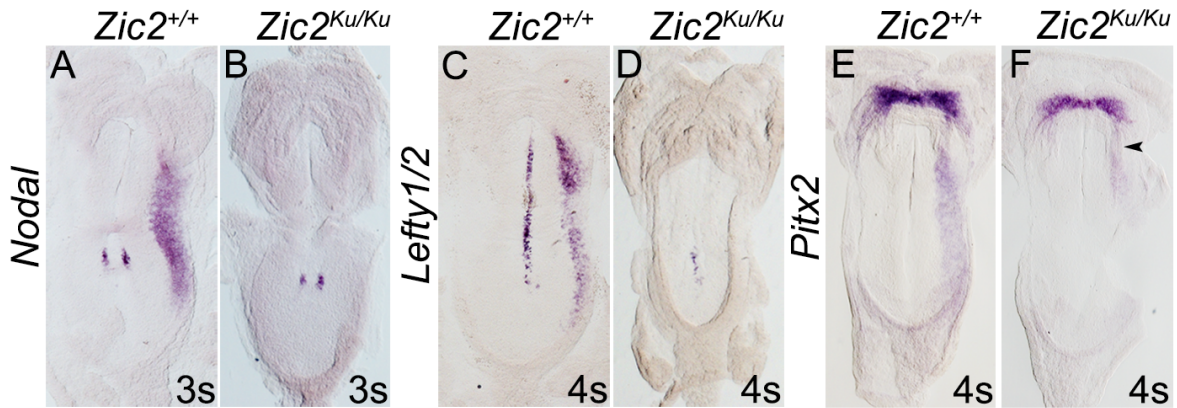 Zic2+/+ Zic2Ku/Ku Zic2+/+ Zic2Ku/Ku Zic2+/+ Zic2Ku/Ku
A B C D E F
Nodal
Lefty1/2
Pitx2
3s 3s 4s 4s 4s 4s